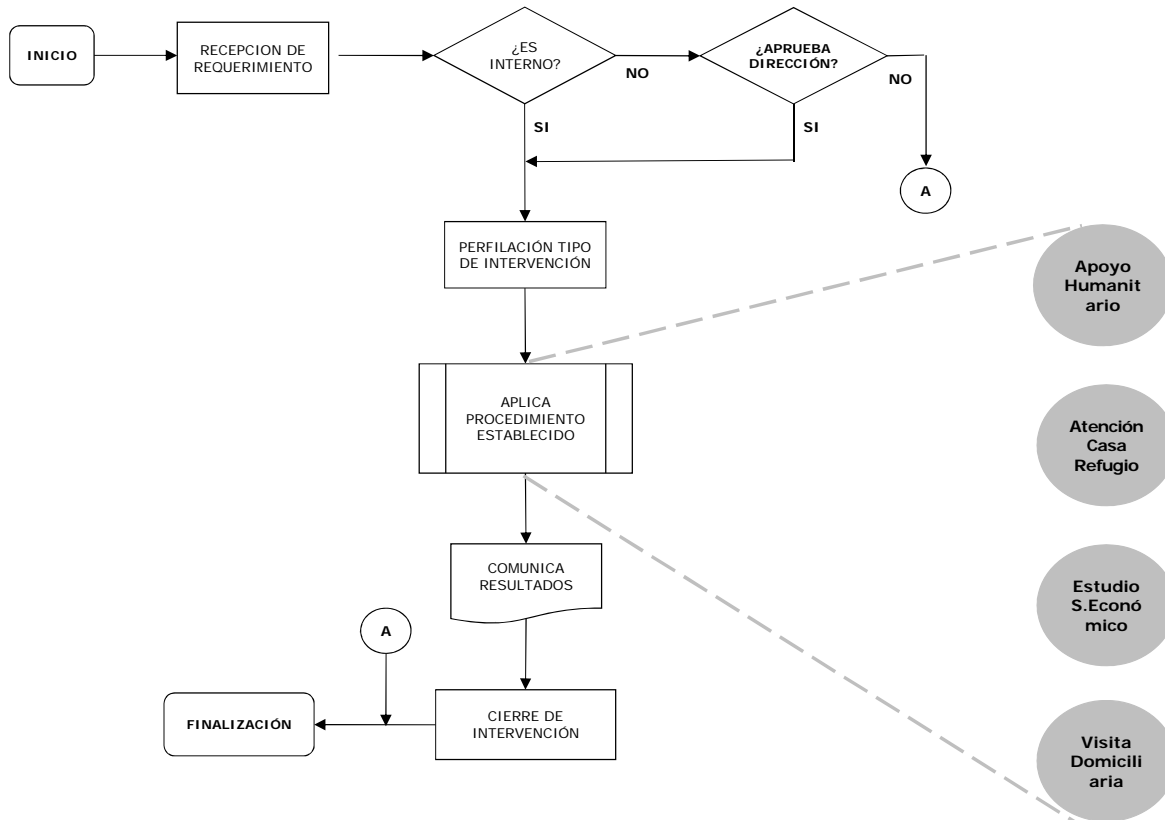 INICIO
RECEPCION DE
REQUERIMIENTO
¿ES
INTERNO?
NO
¿APRUEBA
DIRECCIÓN?
NO
SI
SI
A
PERFILACIÓN TIPO
DE INTERVENCIÓN
Apoyo
Humanit
ario
APLICA
PROCEDIMIENTO
ESTABLECIDO
Atención
Casa
Refugio
COMUNICA
RESULTADOS
Estudio
S.Econó
mico
A
FINALIZACIÓN
CIERRE DE
INTERVENCIÓN
Visita
Domicili
aria